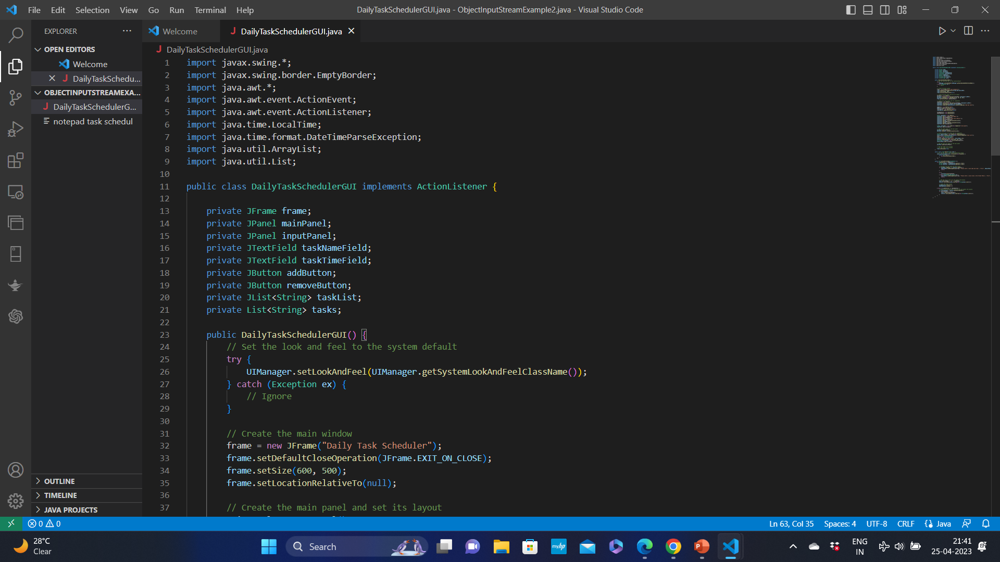 File Edit Selection View Go Run Terminal Help
DailyTaskSchedulerGUI.java - ObjectInputStreamExample2.java - Visual Studio Code
EXPLORER
OPEN EDITORS
Welcome
DailyTaskSchedu...
OBJECTINPUTSTREAMEXA...
DailyTaskSchedulerG...
notepad task schedul
OUTLINE
TIMELINE
JAVA PROJECTS
Welcome
DailyTaskSchedulerGUI.java
DailyTaskSchedulerGUI.java
1 import javax.swing.*;
2 import javax.swing.border.EmptyBorder;
3 import java.awt.*;
4 import java.awt.event.ActionEvent;
5 import java.awt.event.ActionListener;
6 import java.time.LocalTime;
7 import java.time.format.DateTimeParseException;
8 import java.util.ArrayList;
9 import java.util.List;
10
11 public class DailyTaskSchedulerGUI implements ActionListener {
12
13 private JFrame frame;
14 private JPanel mainPanel;
15 private JPanel inputPanel;
16 private JTextField taskNameField;
17 private JTextField taskTimeField;
18 private JButton addButton;
19 private JButton removeButton;
20 private JList<String> taskList;
21 private List<String> tasks;
22
23 public DailyTaskSchedulerGUI() {
24 // Set the look and feel to the system default
25 try {
26 UIManager.setLookAndFeel(UIManager.getSystemLookAndFeelClassName());
27 } catch (Exception ex) {
28 // Ignore
29 }
30
31 // Create the main window
32 frame = new JFrame("Daily Task Scheduler");
33 frame.setDefaultCloseOperation(JFrame.EXIT_ON_CLOSE);
34 frame.setSize(600, 500);
35 frame.setLocationRelativeTo(null);
36
37 // Create the main panel and set its layout
0 0
Ln 63, Col 35 Spaces: 4 UTF-8 CRLF Java
28°C
Clear
Search
myhp
ENG
IN
21:41
25-04-2023